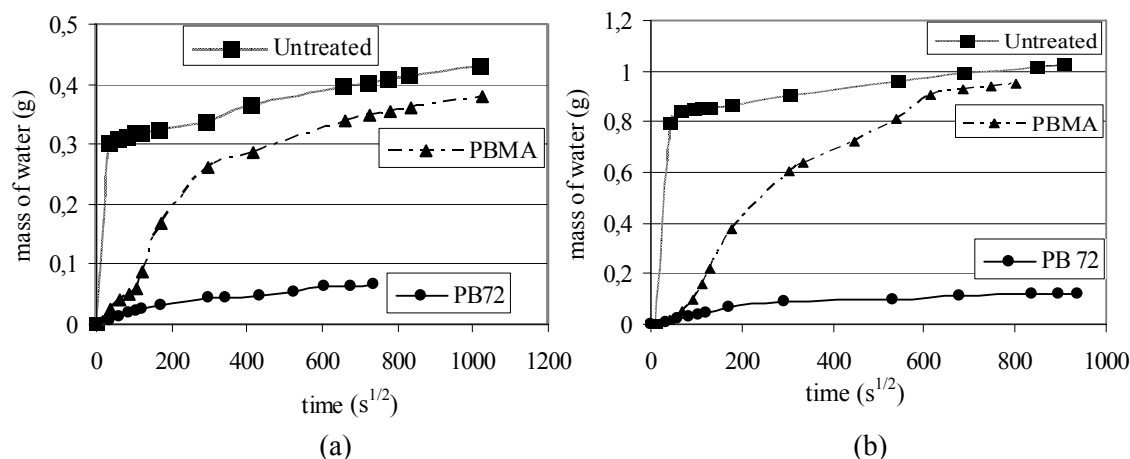 0,5
0,4
0,3
0,2
0,1
0
mass of water (g)
Untreated
PBMA
PB72
0 200 400 600 800 1000 1200
time (s1/2)
(a)
1,2
1
0,8
0,6
0,4
0,2
0
mass of water (g)
Untreated
PBMA
PB 72
0 200 400 600 800 1000
time (s1/2)
(b)